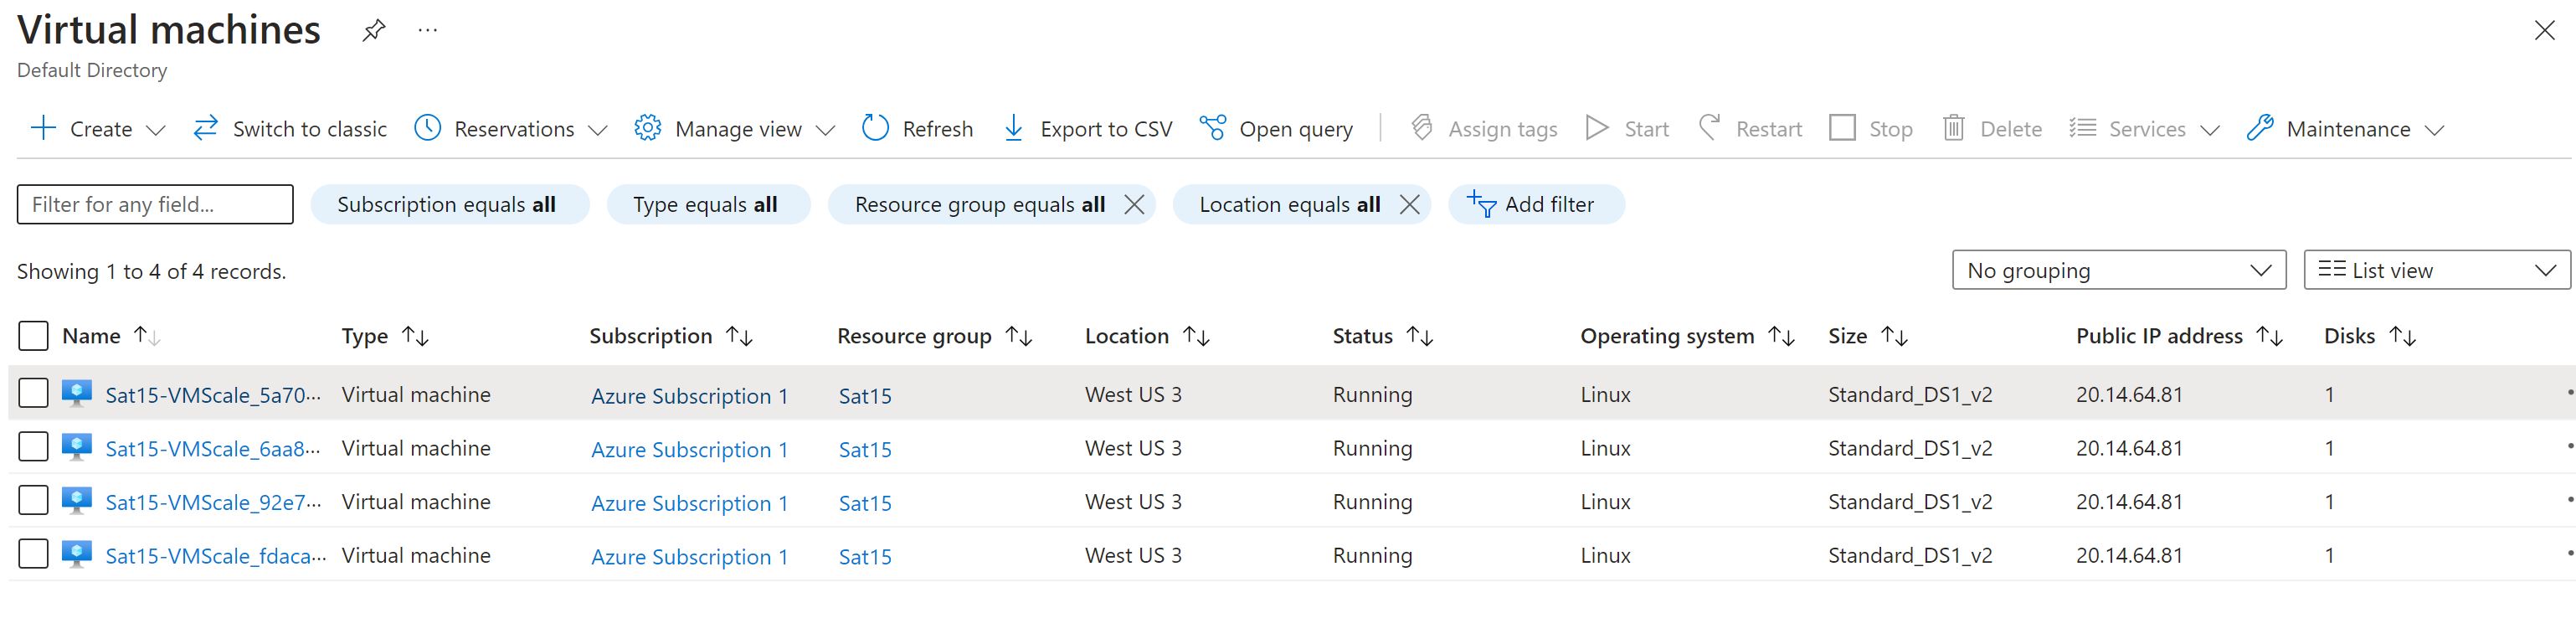 Virtual machines
Default Directory
Create Switch to classic Reservations Manage view Refresh Export to CSV Open query Assign tags Start Restart Stop Delete Services Maintenance
Filter for any field... Subscription equals all Type equals all Resource group equals all Location equals all Add filter
Showing 1 to 4 of 4 records. No grouping List view
Name Type Subscription Resource group Location Status Operating system Size Public IP address Disks
Sat15-VMScale_5a70... Virtual machine Azure Subscription 1 Sat15 West US 3 Running Linux Standard_DS1_v2 20.14.64.81 1
Sat15-VMScale_6aa8... Virtual machine Azure Subscription 1 Sat15 West US 3 Running Linux Standard_DS1_v2 20.14.64.81 1
Sat15-VMScale_92e7... Virtual machine Azure Subscription 1 Sat15 West US 3 Running Linux Standard_DS1_v2 20.14.64.81 1
Sat15-VMScale_fdaca... Virtual machine Azure Subscription 1 Sat15 West US 3 Running Linux Standard_DS1_v2 20.14.64.81 1